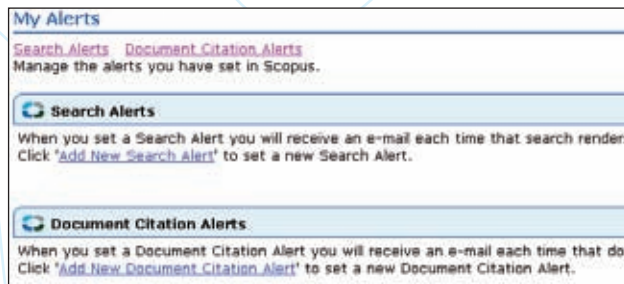 My Alerts
Search Alerts Document Citation Alerts
Manage the alerts you have set in Scopus.
Search Alerts
When you set a Search Alert you will receive an e-mail each time that search render
Click 'Add New Search Alert' to set a new Search Alert.
Document Citation Alerts
When you set a Document Citation Alert you will receive an e-mail each time that do
Click 'Add New Document Citation Alert' to set a new Document Citation Alert.